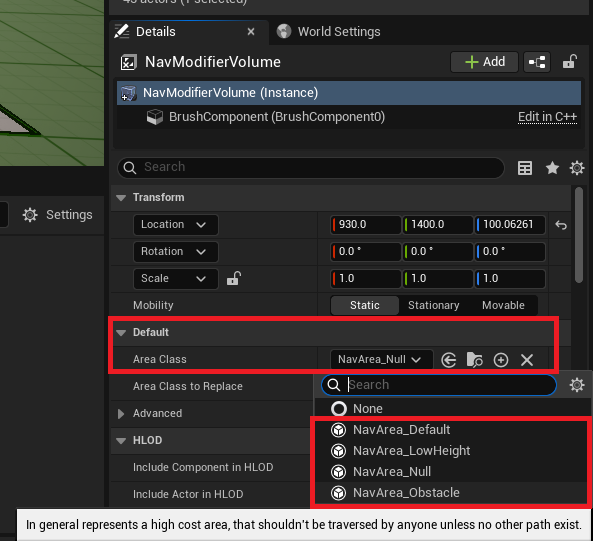 Details
World Settings
NavModifierVolume
Add
NavModifierVolume (Instance)
BrushComponent (BrushComponent0)
Edit in C++
Search
Settings
Transform
Location
930.0
1400.0
100.06261
Rotation
0.0 °
0.0 °
0.0 °
Scale
1.0
1.0
1.0
Mobility
Static
Stationary
Movable
Default
Area Class
NavArea_Null
Area Class to Replace
Search
None
Advanced
NavArea_Default
HLOD
NavArea_LowHeight
Include Component in HLOD
NavArea_Null
Include Actor in HLOD
NavArea_Obstacle
In general represents a high cost area, that shouldn't be traversed by anyone unless no other path exist.